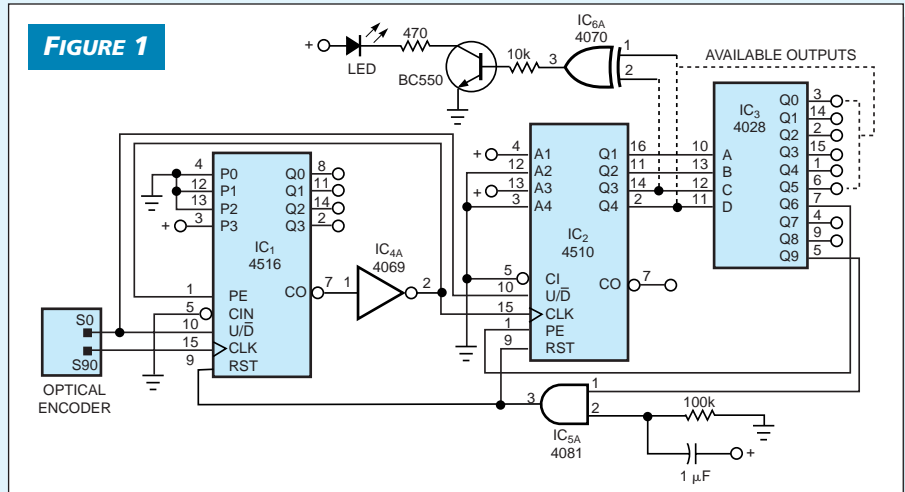 FIGURE 1
IC6A
4070
+
LED
470
BC550
10k
3
1
2
AVAILABLE OUTPUTS
IC3
4028
10 A
13 B
12 C
11 D
Q0 3
Q1 14
Q2 2
Q3 15
Q4 1
Q5 6
Q6 7
Q7 4
Q8 9
Q9 5
+ 4 A1
12 A2
+ 13 A3
3 A4
Q1 16
Q2 11
Q3 14
Q4 2
IC2
4510
5 CI
10 U/D̅
15 CLK
1 PE
9 RST
CO 7
4 P0
12 P1
13 P2
+ 3 P3
Q0 8
Q1 11
Q2 14
Q3 2
IC1
4516
CO 7
1 PE
5 CIN
10 U/D̅
15 CLK
9 RST
IC4A
4069
1
2
S0
S90
OPTICAL
ENCODER
3
1
2
IC5A
4081
100k
1 µF
+